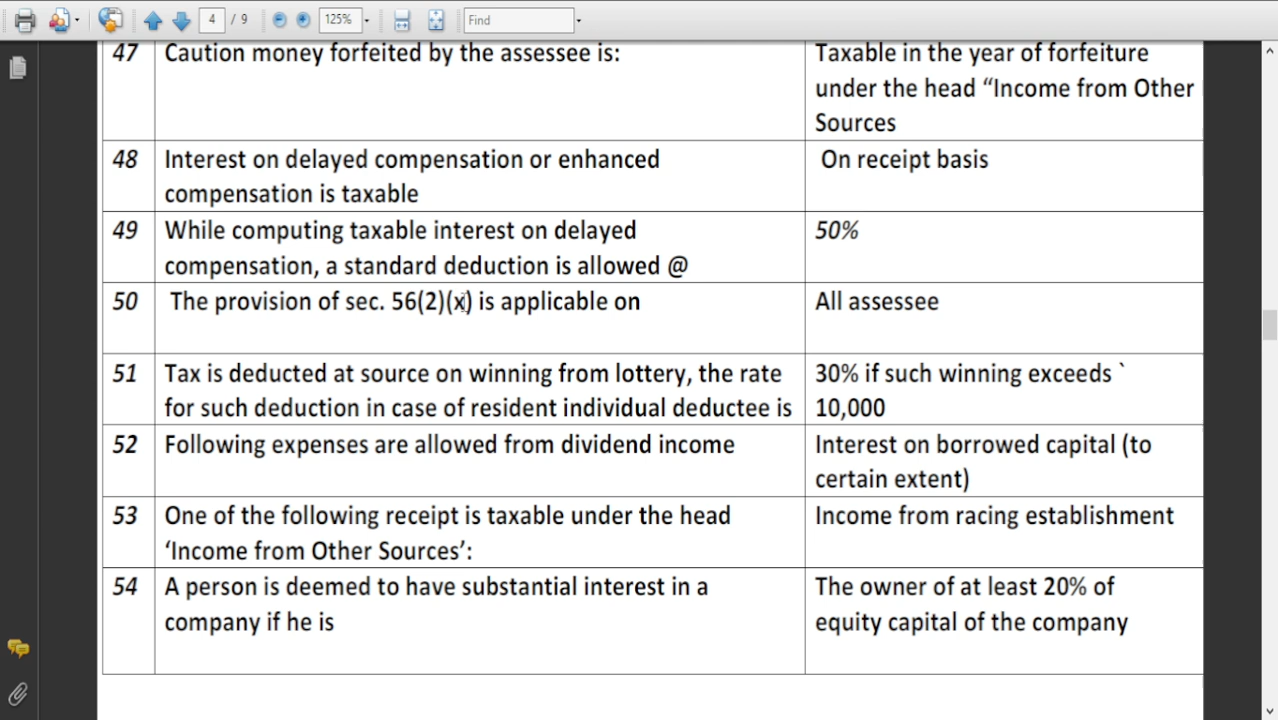 4 / 9
125%
Find
47 Caution money forfeited by the assessee is: Taxable in the year of forfeiture
under the head “Income from Other
Sources
48 Interest on delayed compensation or enhanced On receipt basis
compensation is taxable
49 While computing taxable interest on delayed 50%
compensation, a standard deduction is allowed @
50 The provision of sec. 56(2)(x) is applicable on All assessee
51 Tax is deducted at source on winning from lottery, the rate 30% if such winning exceeds `
for such deduction in case of resident individual deductee is 10,000
52 Following expenses are allowed from dividend income Interest on borrowed capital (to
certain extent)
53 One of the following receipt is taxable under the head Income from racing establishment
‘Income from Other Sources’:
54 A person is deemed to have substantial interest in a The owner of at least 20% of
company if he is equity capital of the company